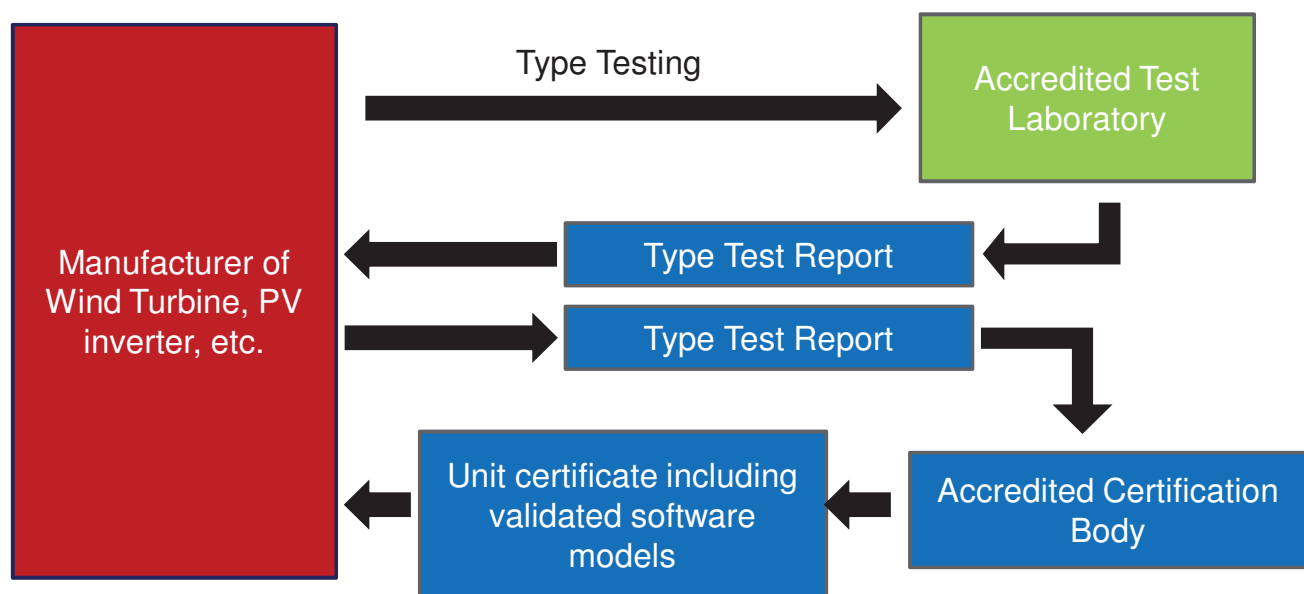 Type Testing
Accredited Test
Laboratory
Type Test Report
Manufacturer of
Wind Turbine, PV
inverter, etc.
Type Test Report
Unit certificate including
validated software
models
Accredited Certification
Body